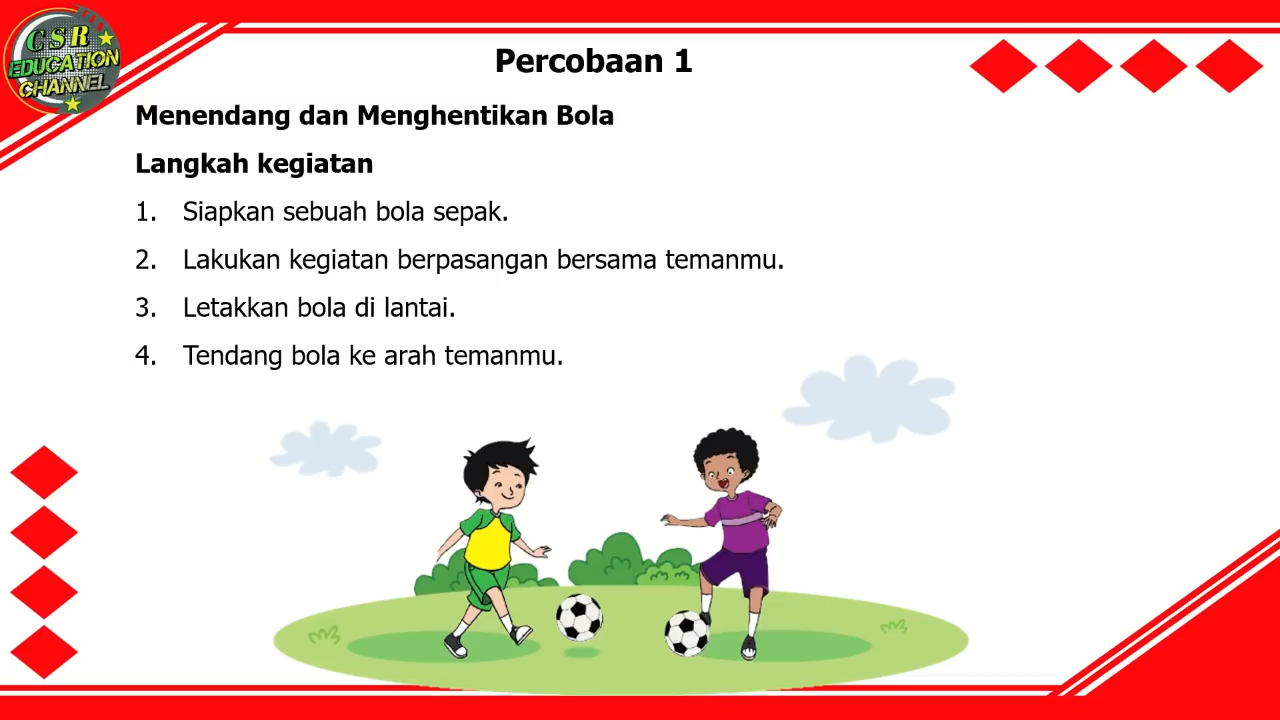 CSR
EDUCATION
CHANNEL
Percobaan 1
Menendang dan Menghentikan Bola
Langkah kegiatan
1. Siapkan sebuah bola sepak.
2. Lakukan kegiatan berpasangan bersama temanmu.
3. Letakkan bola di lantai.
4. Tendang bola ke arah temanmu.